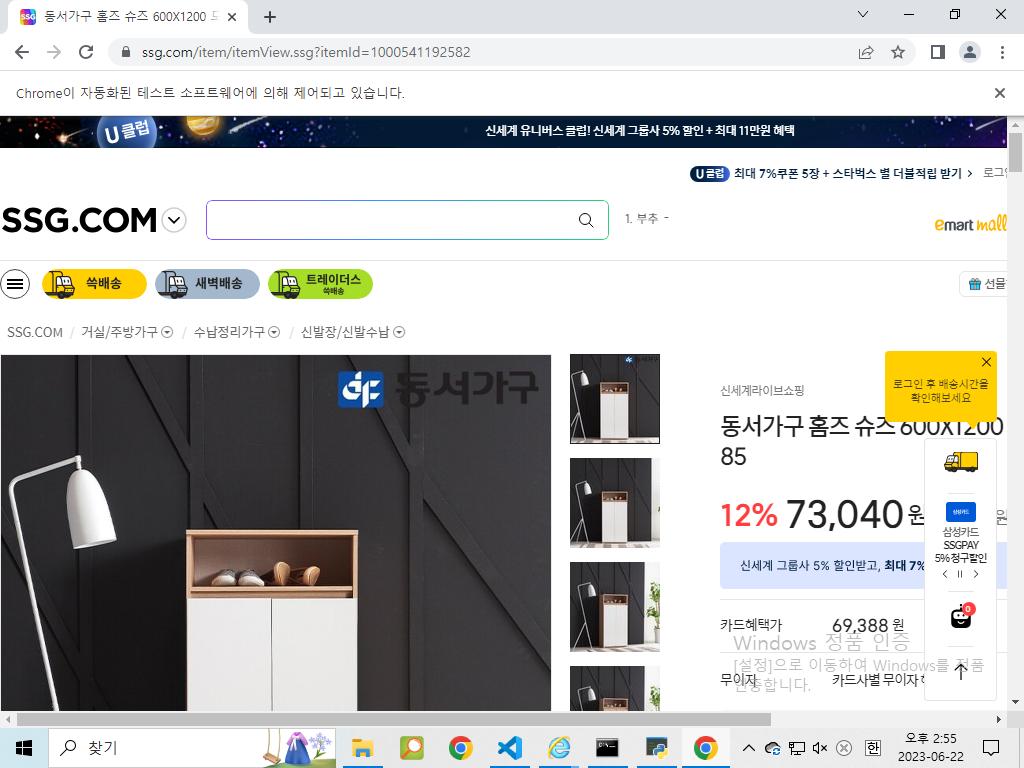 동서가구 홈즈 슈즈 600X1200
ssg.com/item/itemView.ssg?itemId=1000541192582
Chrome이 자동화된 테스트 소프트웨어에 의해 제어되고 있습니다.
U클럽 신세계 유니버스 클럽! 신세계 그룹사 5% 할인 + 최대 11만원 혜택
U클럽 최대 7%쿠폰 5장 + 스타벅스 별 더블적립 받기 로그인
SSG.COM
1. 부추 -
emart mall
쓱배송
새벽배송
트레이더스
쓱배송
선물
SSG.COM / 거실/주방가구 / 수납정리가구 / 신발장/신발수납
동서가구
로그인 후 배송시간을
확인해보세요
신세계라이브쇼핑
동서가구 홈즈 슈즈 600X1200
85
12% 73,040원
원
신세계 그룹사 5% 할인받고, 최대 7%
삼성카드
삼성카드
SSGPAY
5% 청구할인
0
카드혜택가 69,388 원
무이자 카드사별 무이자
Windows 정품 인증
[설정]으로 이동하여 Windows를 정품
인증합니다.
찾기
오후 2:55
한
2023-06-22